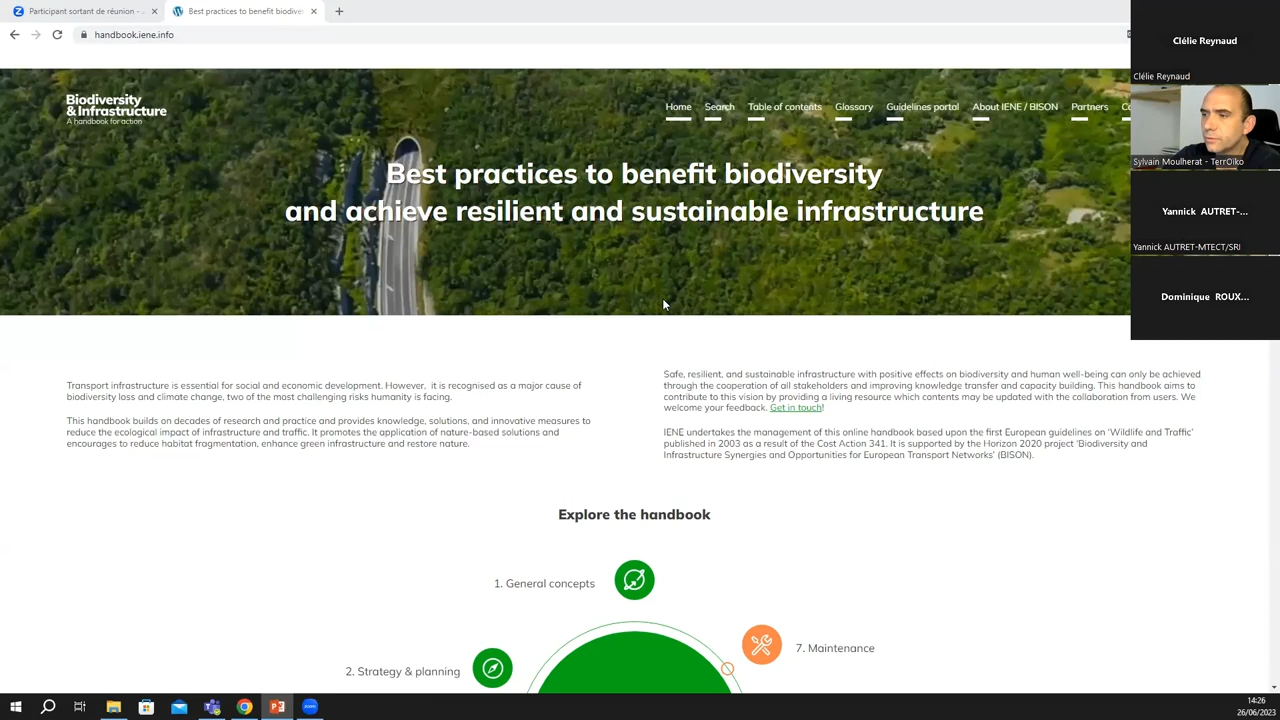 Participant sortant de réunion - 
Best practices to benefit biodiver
handbook.iene.info
Biodiversity
& Infrastructure
A handbook for action
Home Search Table of contents Glossary Guidelines portal About IENE / BISON Partners
Best practices to benefit biodiversity
and achieve resilient and sustainable infrastructure
Transport infrastructure is essential for social and economic development. However, it is recognised as a major cause of
biodiversity loss and climate change, two of the most challenging risks humanity is facing.
This handbook builds on decades of research and practice and provides knowledge, solutions, and innovative measures to
reduce the ecological impact of infrastructure and traffic. It promotes the application of nature-based solutions and
encourages to reduce habitat fragmentation, enhance green infrastructure and restore nature.
Safe, resilient, and sustainable infrastructure with positive effects on biodiversity and human well-being can only be achieved
through the cooperation of all stakeholders and improving knowledge transfer and capacity building. This handbook aims to
contribute to this vision by providing a living resource which contents may be updated with the collaboration from users. We
welcome your feedback. Get in touch!
IENE undertakes the management of this online handbook based upon the first European guidelines on 'Wildlife and Traffic'
published in 2003 as a result of the Cost Action 341. It is supported by the Horizon 2020 project 'Biodiversity and
Infrastructure Synergies and Opportunities for European Transport Networks' (BISON).
Explore the handbook
1. General concepts
7. Maintenance
2. Strategy & planning
Clélie Reynaud
Clélie Reynaud
Sylvain Moulherat - TerrOïko
Yannick AUTRET-...
Yannick AUTRET-MTECT/SRI
Dominique ROUX...
zoom
14:26
26/06/2023